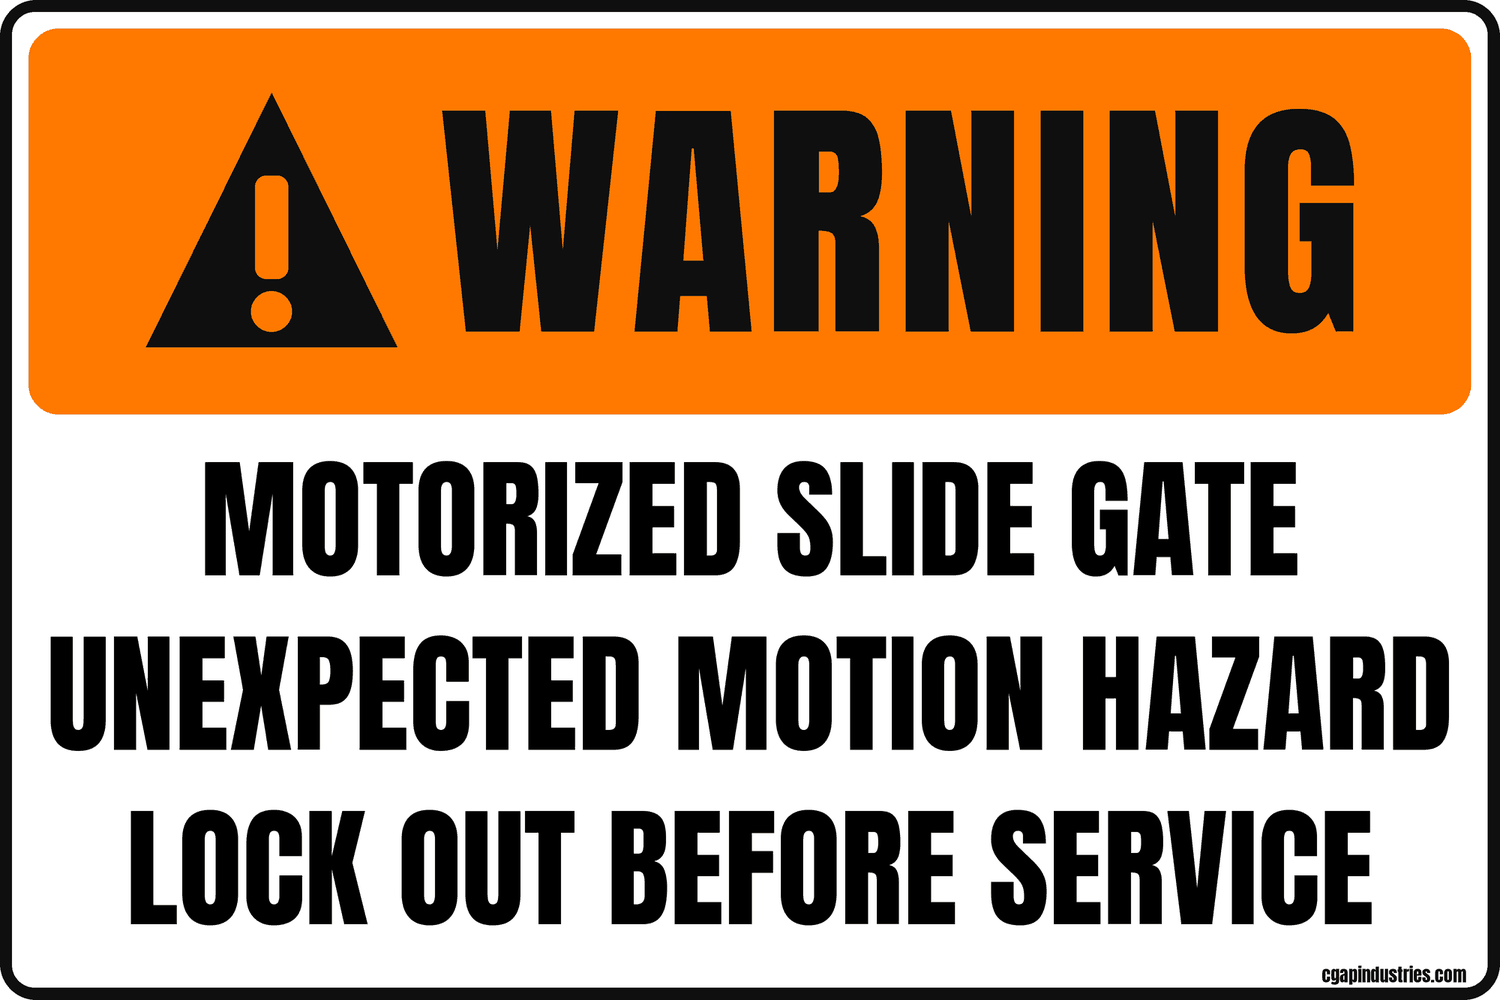 WARNING
MOTORIZED SLIDE GATE
UNEXPECTED MOTION HAZARD
LOCK OUT BEFORE SERVICE
cgapindustries.com